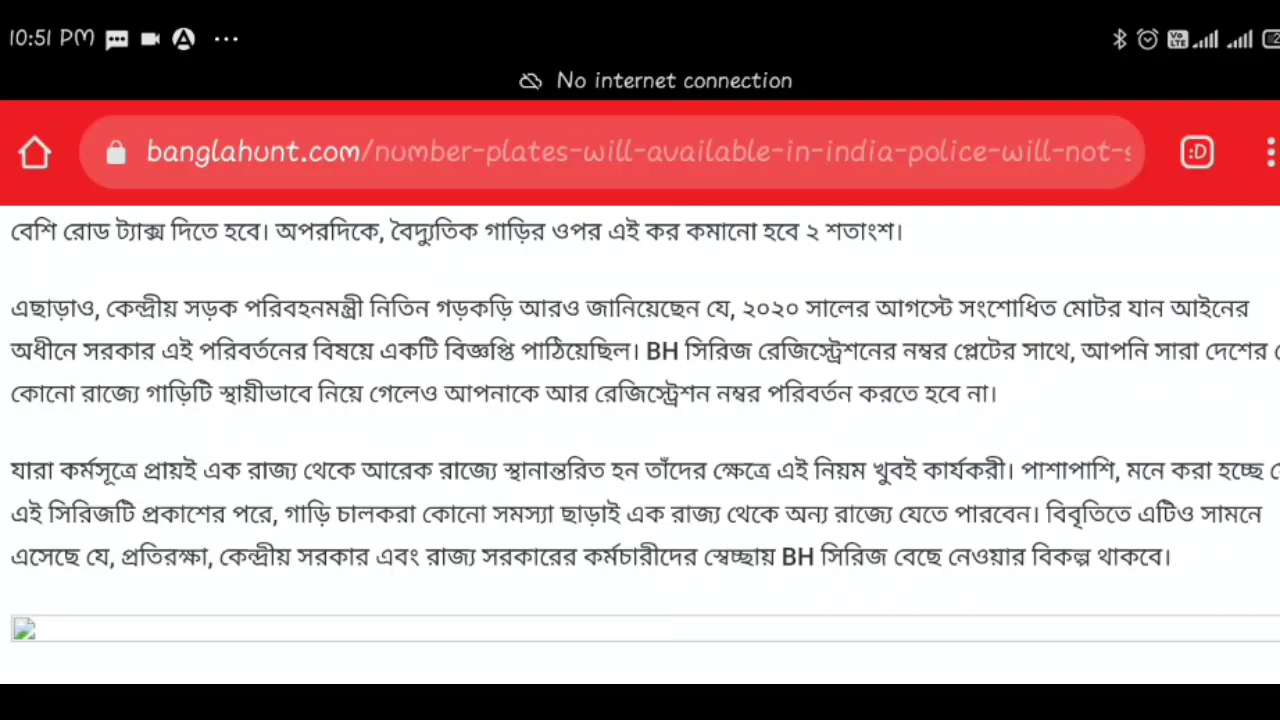 10:51 PM
No internet connection
banglahunt.com/number-plates-will-available-in-india-police-will-not-
:D
বেশি রোড ট্যাক্স দিতে হবে। অপরদিকে, বৈদ্যুতিক গাড়ির ওপর এই কর কমানো হবে ২ শতাংশ।
এছাড়াও, কেন্দ্রীয় সড়ক পরিবহনমন্ত্রী নিতিন গড়কড়ি আরও জানিয়েছেন যে, ২০২০ সালের আগস্টে সংশোধিত মোটর যান আইনের
অধীনে সরকার এই পরিবর্তনের বিষয়ে একটি বিজ্ঞপ্তি পাঠিয়েছিল। BH সিরিজ রেজিস্ট্রেশনের নম্বর প্লেটের সাথে, আপনি সারা দেশের
কোনো রাজ্যে গাড়িটি স্থায়ীভাবে নিয়ে গেলেও আপনাকে আর রেজিস্ট্রেশন নম্বর পরিবর্তন করতে হবে না।
যারা কর্মসূত্রে প্রায়ই এক রাজ্য থেকে আরেক রাজ্যে স্থানান্তরিত হন তাঁদের ক্ষেত্রে এই নিয়ম খুবই কার্যকরী। পাশাপাশি, মনে করা হচ্ছে
এই সিরিজটি প্রকাশের পরে, গাড়ি চালকরা কোনো সমস্যা ছাড়াই এক রাজ্য থেকে অন্য রাজ্যে যেতে পারবেন। বিবৃতিতে এটিও সামনে
এসেছে যে, প্রতিরক্ষা, কেন্দ্রীয় সরকার এবং রাজ্য সরকারের কর্মচারীদের স্বেচ্ছায় BH সিরিজ বেছে নেওয়ার বিকল্প থাকবে।